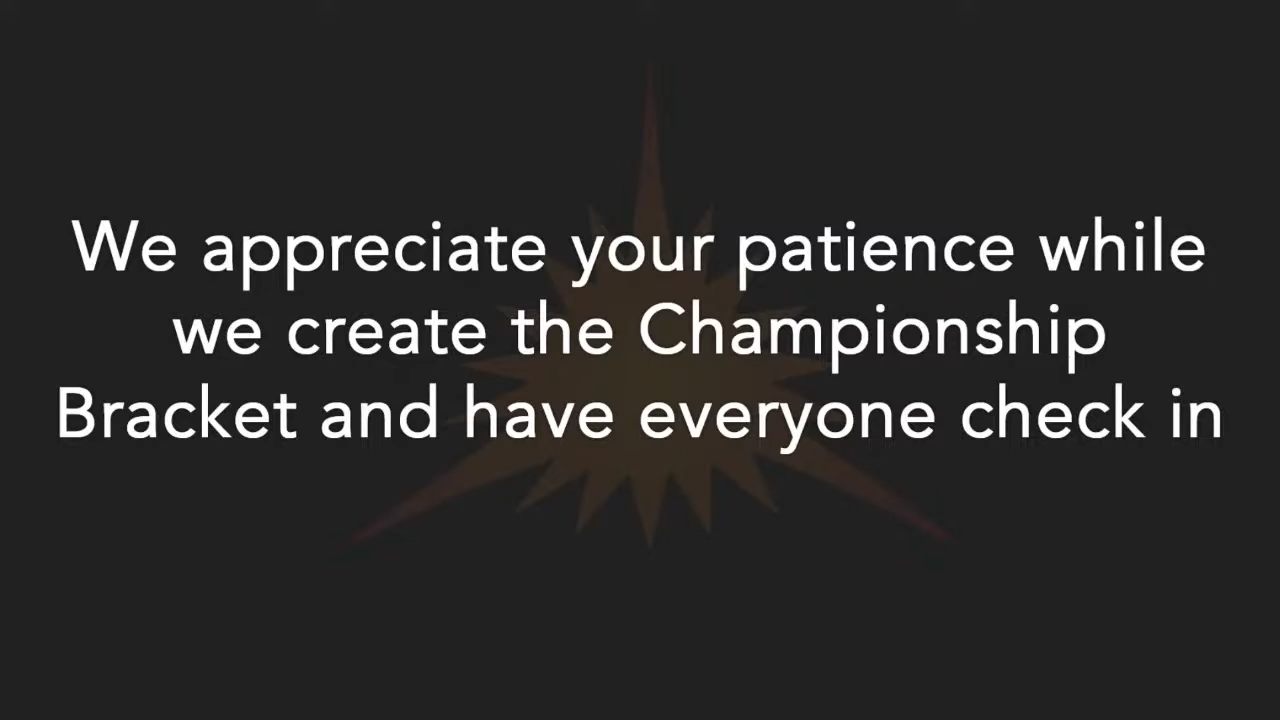 We appreciate your patience while
we create the Championship
Bracket and have everyone check in